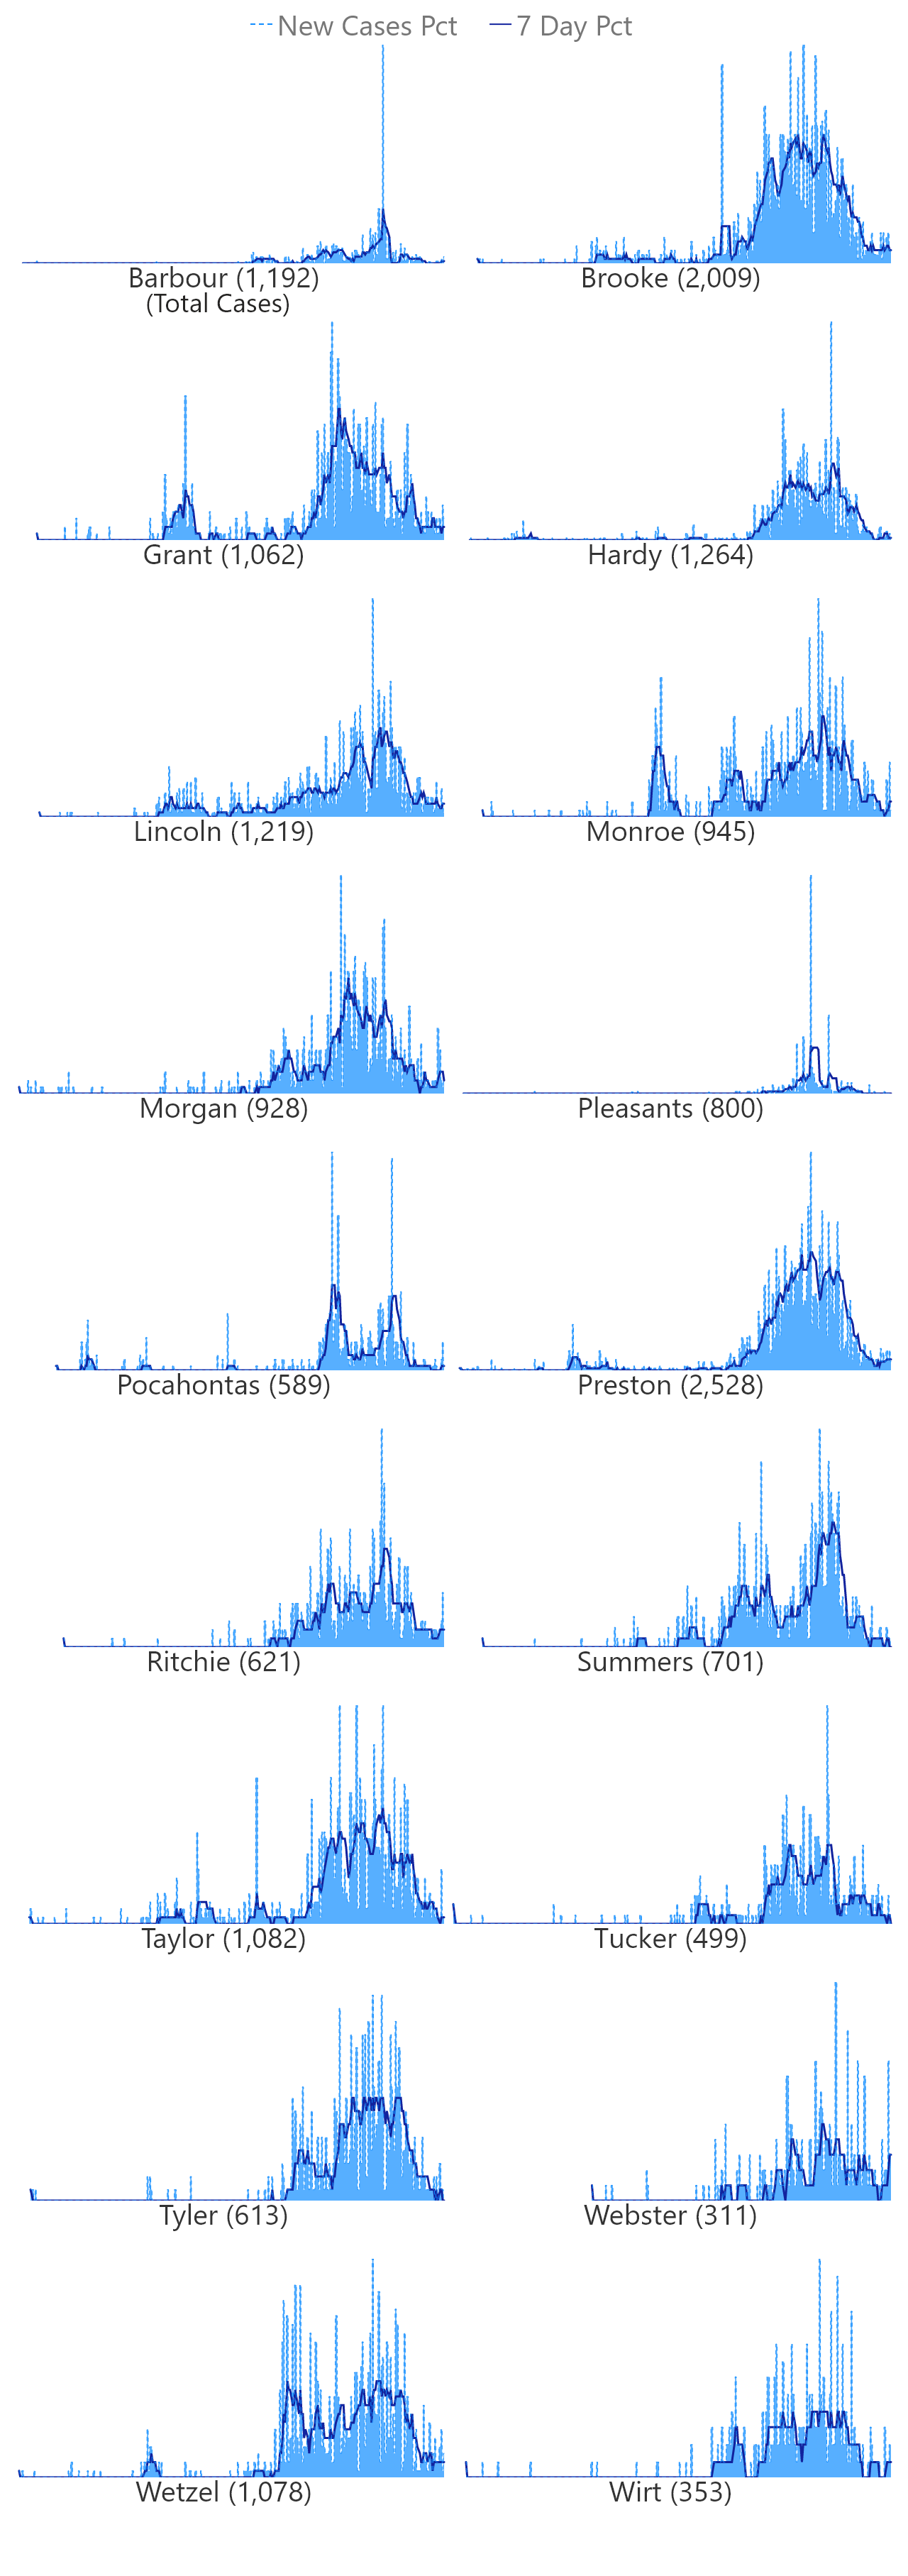 New Cases Pct 7 Day Pct
Barbour (1,192) Brooke (2,009)
(Total Cases)
Grant (1,062) Hardy (1,264)
Lincoln (1,219) Monroe (945)
Morgan (928) Pleasants (800)
Pocahontas (589) Preston (2,528)
Ritchie (621) Summers (701)
Taylor (1,082) Tucker (499)
Tyler (613) Webster (311)
Wetzel (1,078) Wirt (353)